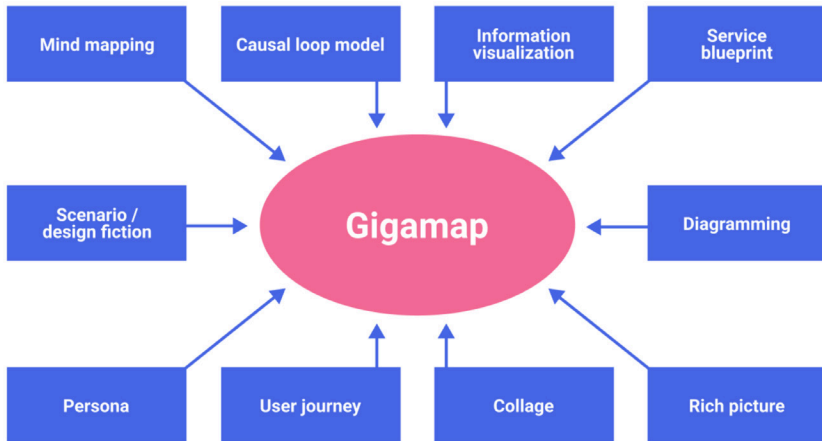 Mind mapping
Causal loop model
Information
visualization
Service
blueprint
Scenario /
design fiction
Gigamap
Diagramming
Persona
User journey
Collage
Rich picture